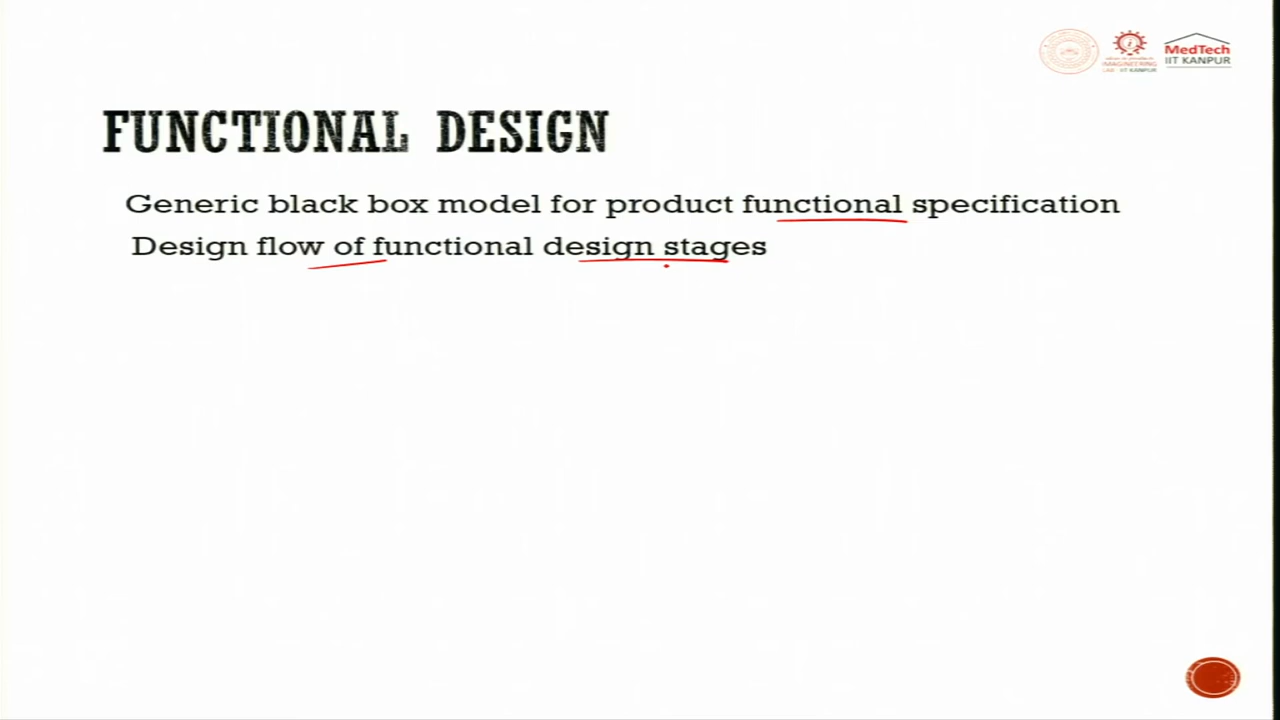 MedTech
IIT KANPUR
FUNCTIONAL DESIGN
Generic black box model for product functional specification
Design flow of functional design stages